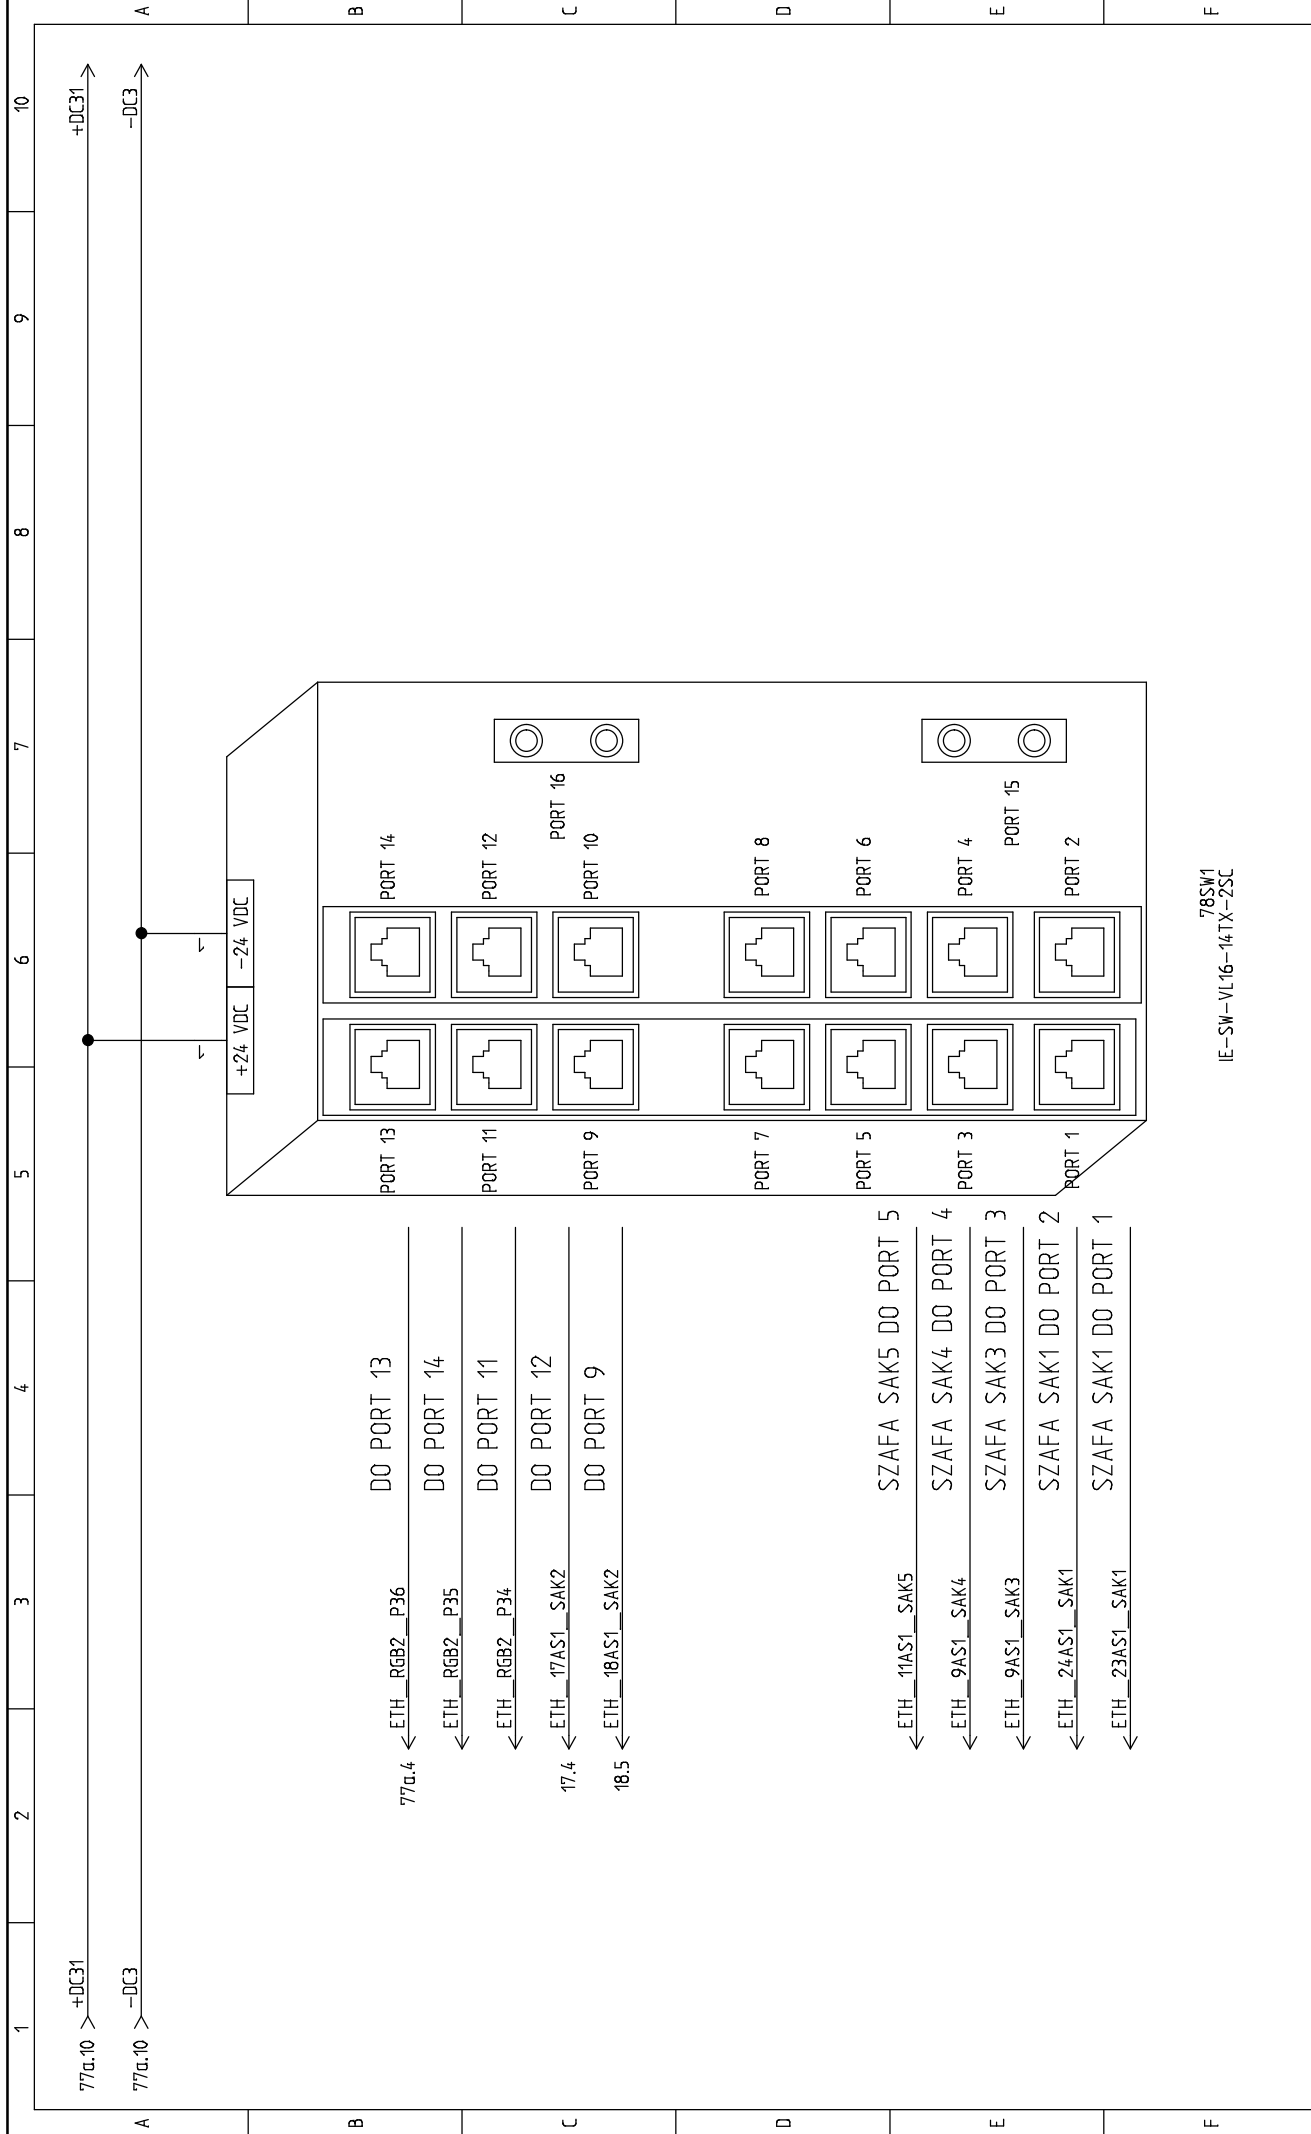 1 2 3 4 5 6 7 8 9 10
A A
77a.10 +DC31 +DC31
77a.10 -DC3 -DC3
+24 VDC -24 VDC
B B
PORT 13 PORT 14
77a.4 ETH_RGB2_P36 DO PORT 13
ETH_RGB2_P35 DO PORT 14
PORT 11 PORT 12
ETH_RGB2_P34 DO PORT 11
C C
17.4 ETH_17AS1_SAK2 DO PORT 12
PORT 16
PORT 9 PORT 10
18.5 ETH_18AS1_SAK2 DO PORT 9
D D
PORT 7 PORT 8
PORT 5 PORT 6
ETH_11AS1_SAK5 SZAFA SAK5 DO PORT 5
E E
ETH_9AS1_SAK4 SZAFA SAK4 DO PORT 4
PORT 3 PORT 4
ETH_9AS1_SAK3 SZAFA SAK3 DO PORT 3
PORT 15
ETH_24AS1_SAK1 SZAFA SAK1 DO PORT 2
PORT 1 PORT 2
ETH_23AS1_SAK1 SZAFA SAK1 DO PORT 1
F F
78SW1
IE-SW-VL16-14TX-2SC